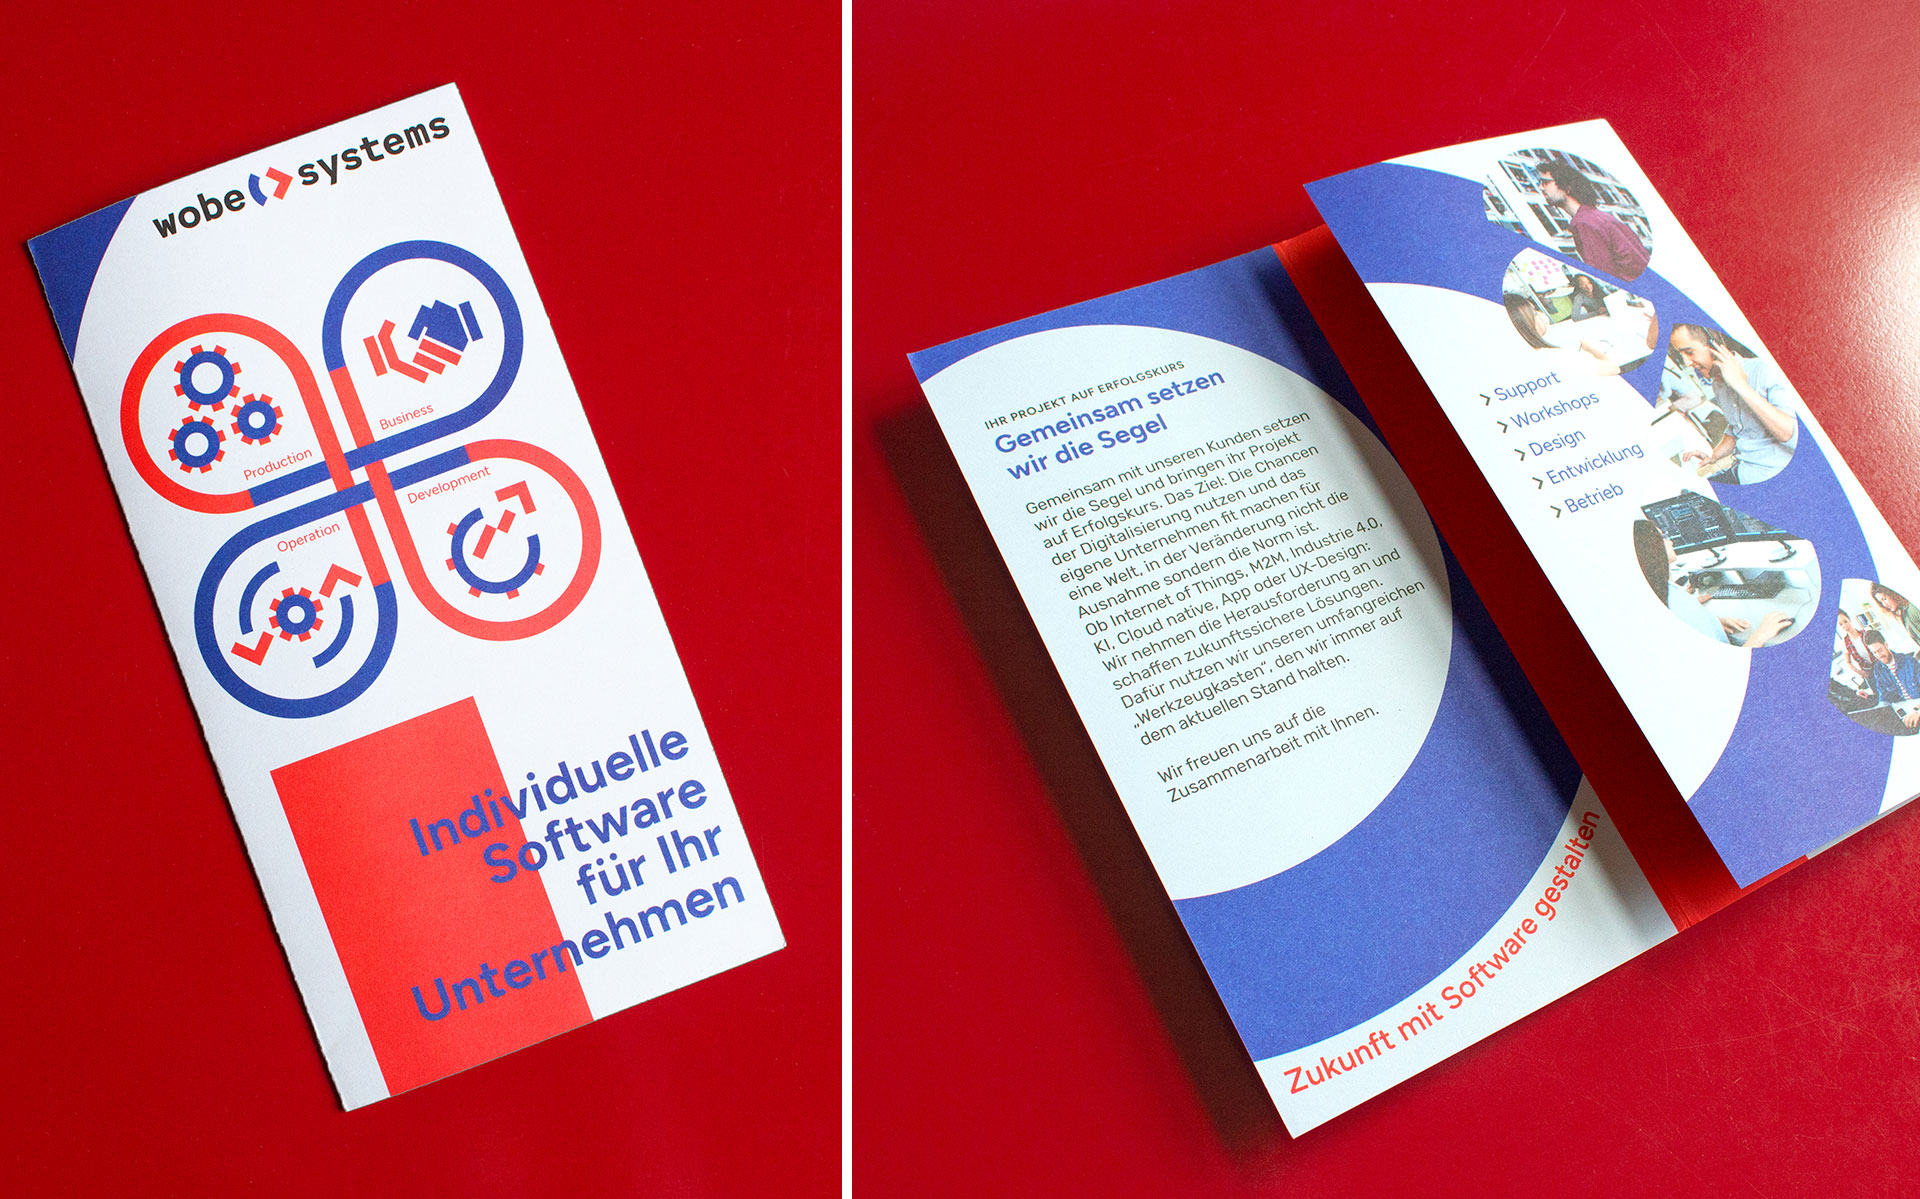 wobe systems
Business
Production
Development
Operation
Individuelle
Software
für Ihr
Unternehmen
IHR PROJEKT AUF ERFOLGSKURS
Gemeinsam setzen
wir die Segel
Gemeinsam mit unseren Kunden setzen
wir die Segel und bringen ihr Projekt
auf Erfolgskurs. Das Ziel: Die Chancen
der Digitalisierung nutzen und das
eigene Unternehmen fit machen für
eine Welt, in der Veränderung nicht die
Ausnahme sondern die Norm ist.
Ob Internet of Things, M2M, Industrie 4.0,
KI, Cloud native, App oder UX-Design:
Wir nehmen die Herausforderung an und
schaffen zukunftssichere Lösungen.
Dafür nutzen wir unseren umfangreichen
„Werkzeugkasten“, den wir immer auf
dem aktuellen Stand halten.
Wir freuen uns auf die
Zusammenarbeit mit Ihnen.
Zukunft mit Software gestalten
› Support
› Workshops
› Design
› Entwicklung
› Betrieb